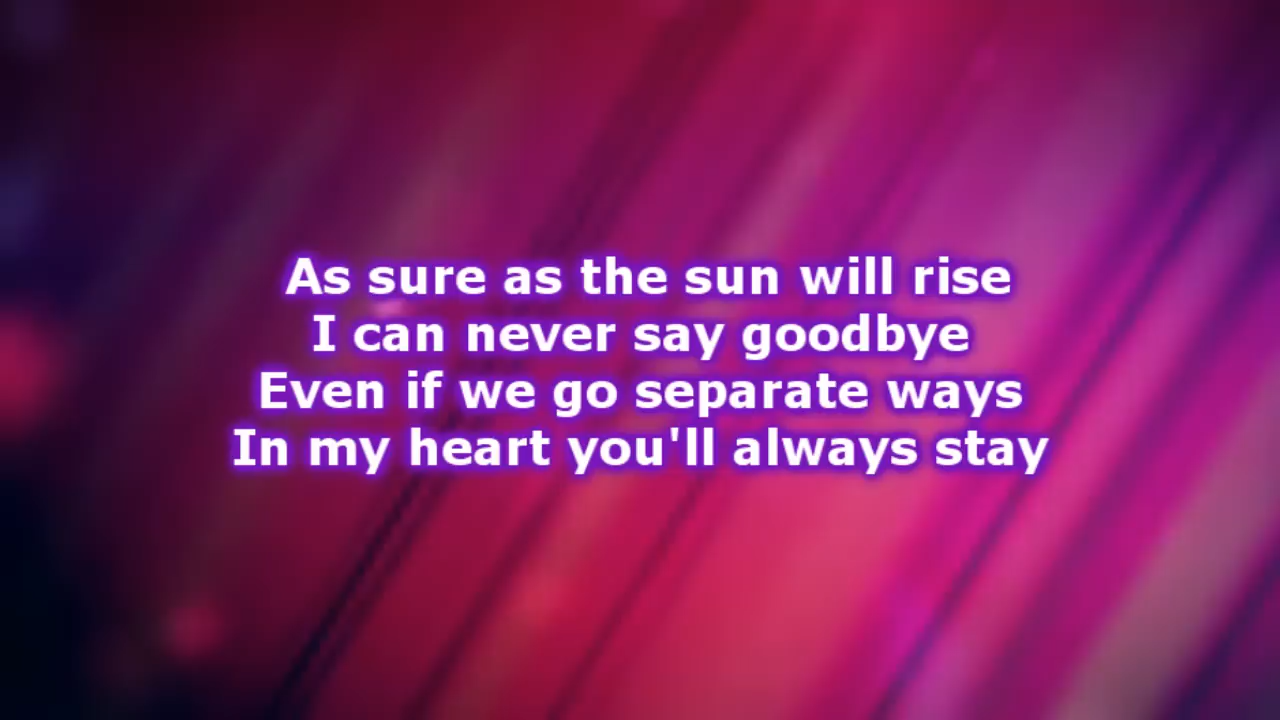 As sure as the sun will rise
I can never say goodbye
Even if we go separate ways
In my heart you'll always stay